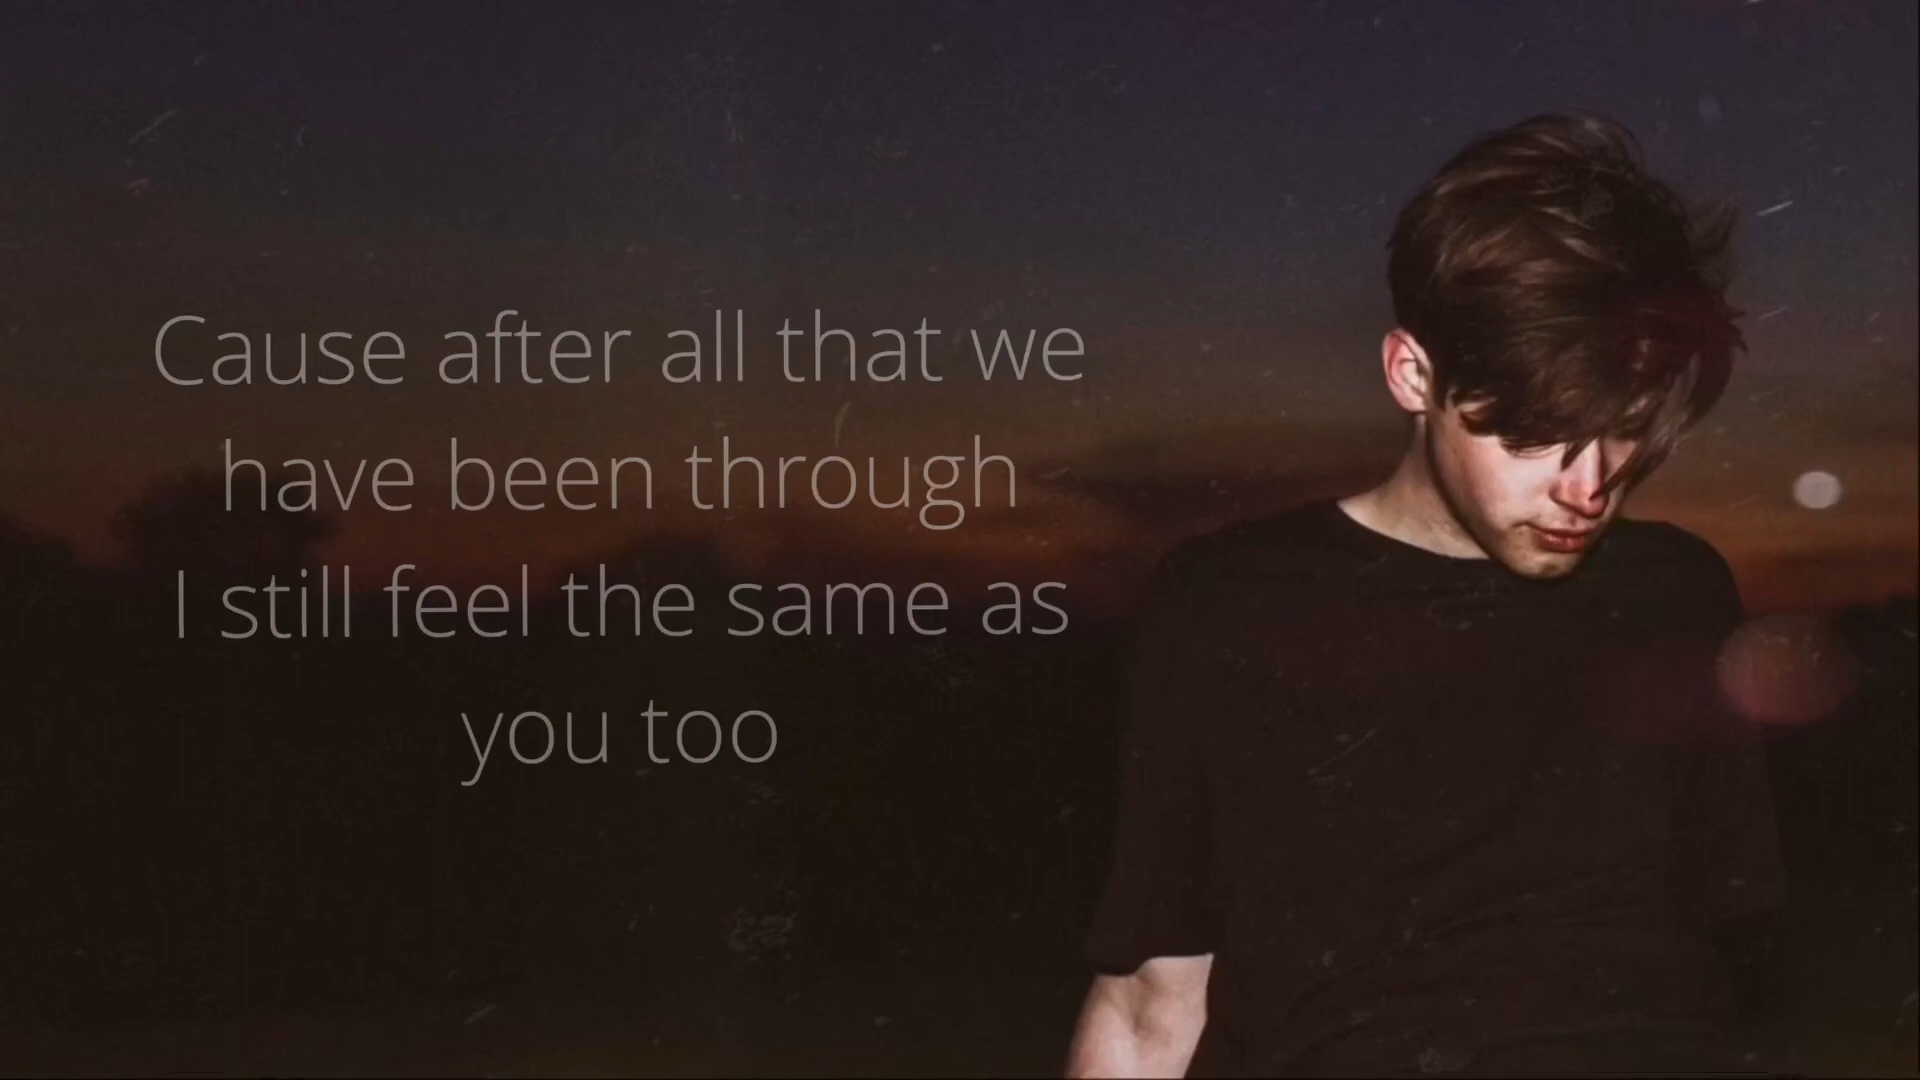 Cause after all that we
have been through
I still feel the same as
you too